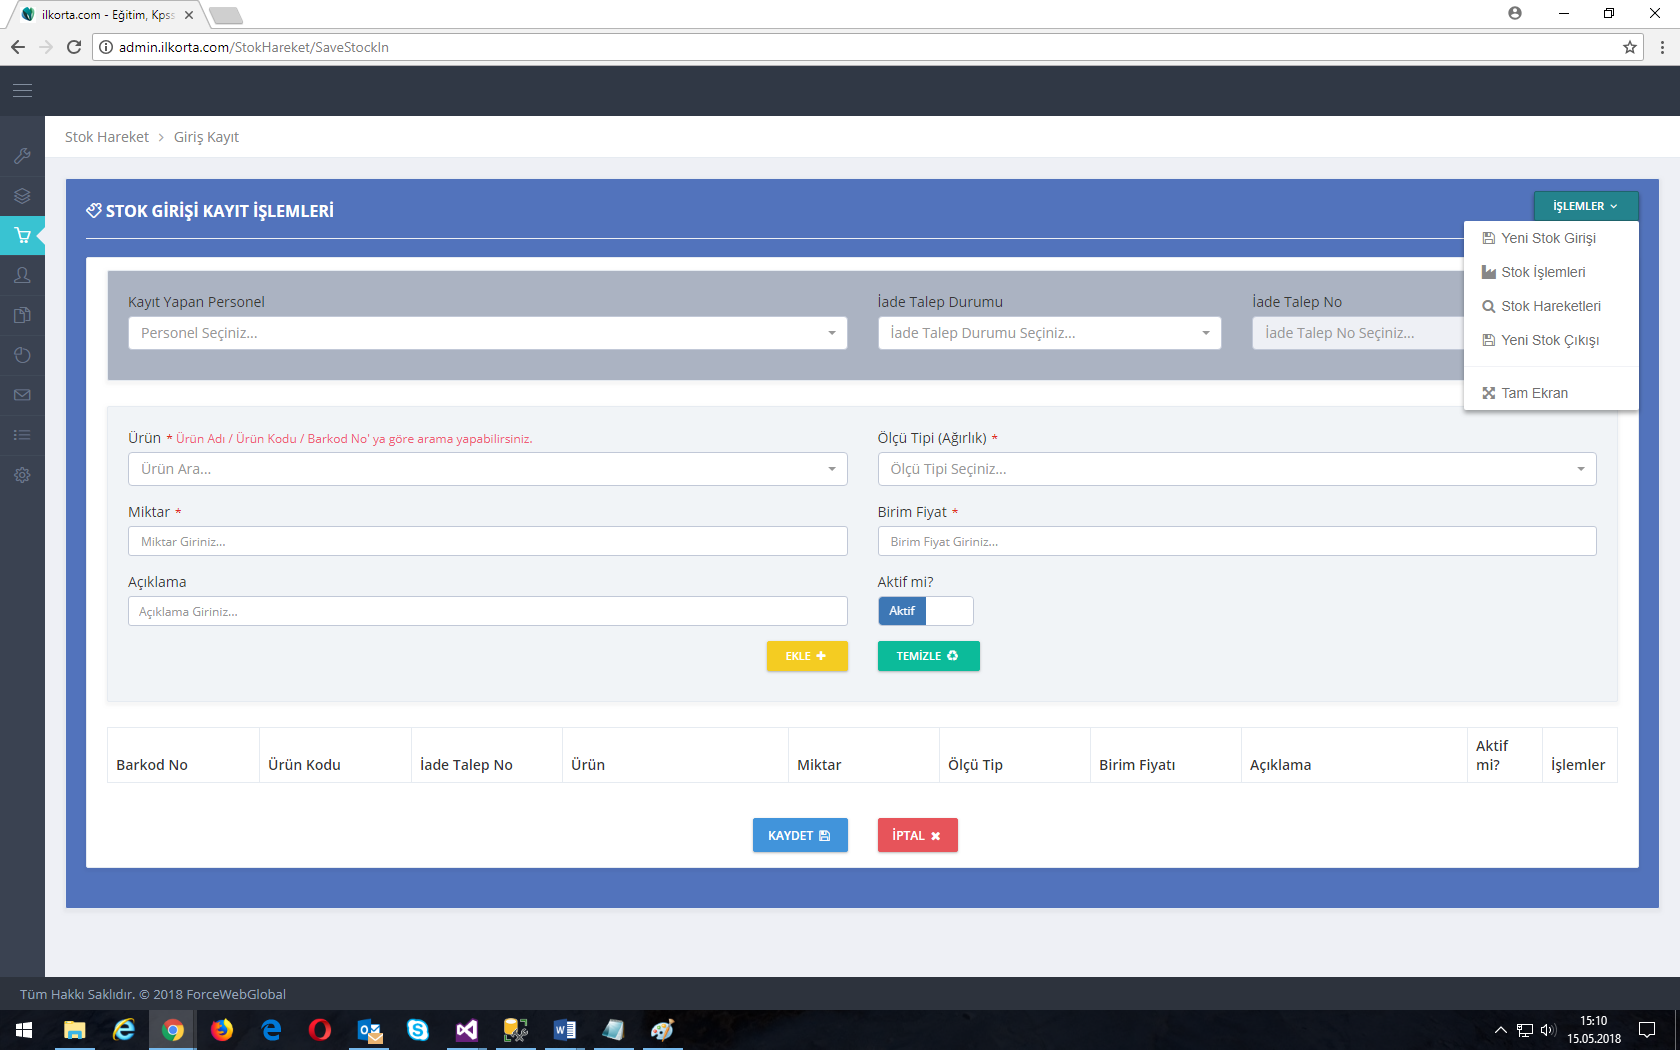 ilkorta.com - Eğitim, Kpss
admin.ilkorta.com/StokHareket/SaveStockIn
Stok Hareket > Giriş Kayıt
STOK GİRİŞİ KAYIT İŞLEMLERİ
İŞLEMLER
Yeni Stok Girişi
Stok İşlemleri
Stok Hareketleri
Yeni Stok Çıkışı
Tam Ekran
Kayıt Yapan Personel
İade Talep Durumu
İade Talep No
Personel Seçiniz...
İade Talep Durumu Seçiniz...
İade Talep No Seçiniz...
Ürün * Ürün Adı / Ürün Kodu / Barkod No' ya göre arama yapabilirsiniz.
Ölçü Tipi (Ağırlık) *
Ürün Ara...
Ölçü Tipi Seçiniz...
Miktar *
Birim Fiyat *
Miktar Giriniz...
Birim Fiyat Giriniz...
Açıklama
Aktif mi?
Açıklama Giriniz...
Aktif
EKLE
TEMİZLE
Barkod No
Ürün Kodu
İade Talep No
Ürün
Miktar
Ölçü Tip
Birim Fiyatı
Açıklama
Aktif
mi?
İşlemler
KAYDET
İPTAL
Tüm Hakkı Saklıdır. © 2018 ForceWebGlobal
15:10
15.05.2018